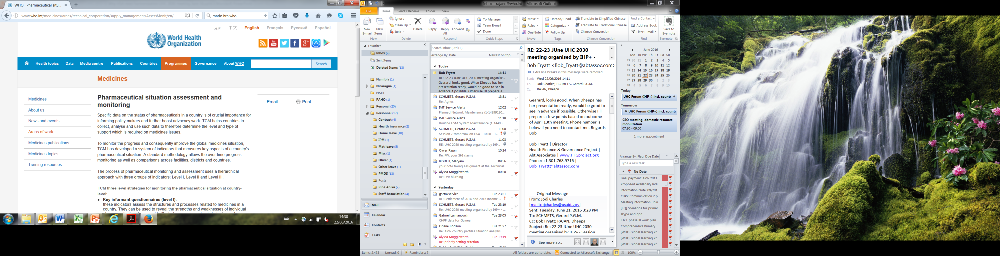 WHO | Pharmaceutical situ...
www.who.int/medicines/areas/technical_cooperation/supply_management/AssessMonit/en/
mario hrh who
عربي 中文 English Français Русский Español
World Health
Organization
Health topics Data Media centre Publications Countries Programmes Governance About WHO Search
Medicines
Medicines
About us
News and events
Areas of work
Medicines publications
Medicines topics
Training resources
Pharmaceutical situation assessment and
monitoring
Email Print
Specific data on the status of pharmaceuticals in a country is of crucial importance for
informing policy makers and further boost advocacy work. TCM helps countries to
collect, analyse and use such data to therefore determine the level and type of
support which is required on medicines issues.
To monitor the progress and consequently improve the global medicines situation,
TCM has developed a system of indicators that measures key aspects of a country's
pharmaceutical situation. A standard methodology allows the over time progress
monitoring as well as comparisons across facilities, districts and countries.
The process of pharmaceutical monitoring and assessment uses a hierarchical
approach with three groups of indicators: Level I, Level II and Level III.
TCM three level strategies for monitoring the pharmaceutical situation at country-
level:
• Key informant questionnaires (level I):
these indicators assess the structures and processes related to medicines in a
country. They can be used to reveal the strengths and weaknesses of individual
14:30
22/06/2016
Inbox - rajand@who.int - Microsoft Outlook
File Home Send / Receive Folder View
New
E-mail
New
Items
New
Ignore
Clean Up
Junk
Delete
Delete
Reply
Reply
All
Forward
Respond
To Manager
Team E-mail
Done
Quick Steps
Move
Rules
OneNote
Move
Unread/ Read
Categorize
Follow Up
Tags
Translate to Simplified Chinese
Translate to Traditional Chinese
Chinese Conversion
Chinese Conversion
Find a Contact
Address Book
Filter E-mail
Find
Save to
Evernote
Evernote
Favorites
Inbox (9)
Sent Items
Deleted Items (13)
Namibia (1)
Nicaragua (1)
NMH
PAHO (1)
Personal (20)
Personnel (17)
Contract (4)
Health insurance (2)
Home leave (18)
IPM (1)
Mat leave (5)
Misc (1)
Oliver (1)
Other leave (1)
PMDS (13)
Posts
Rina Anika (7)
Staff Association (4)
Mail
Calendar
Contacts
Tasks
Search Inbox (Ctrl+E)
Arrange By: Date Newest on top
Today
Bob Fryatt 14:11
RE: 22-23 JUne UHC 2030 meeting organise...
Gearard, looks good. When Dheepa has her
presentation ready, would be good to see in
advance if possible. Otherwise I'll prepare a
SCHMETS, Gerard P.G.M. 13:51
Re: Agnes
IMT Service Alerts 12:02
Planned Network Maintenance (1-14399190...
IMT Service Alerts 11:18
Routine GSM System Maintenance (1-14408...
SCHMETS, Gerard P.G.M. 11:08
Session 7 tomorrow on HSA - 10:30 - 1...
SCHMETS, Gerard P.G.M. 11:03
RE: UHC 2030 meeting organised by IHP...
Oliver Rajan 10:24
Re: FW: your SHI claims
BIGDELI, Maryam 09:56
your note taking assignment at the Technical...
Alyssa Muggleworth 00:28
Re: FW: blurbing
Yesterday
gsctaxservice Tue 23:21
RE: Settlement of 2014 and 2015 Income ...
SCHMETS, Gerard P.G.M. Tue 23:19
Re: UHC 2030 meeting organised by IHP+ -...
Gabriel Lajmanovich Tue 23:05
CHPP data for Guinea
Oriane Bodson Tue 21:27
Re: APW country profiles situation analysis - ...
Alyssa Muggleworth Tue 19:19
Re: priority setting criterion
RE: 22-23 JUne UHC 2030
meeting organised by IHP+ -
Bob Fryatt <Bob_Fryatt@abtassoc.com>
Extra line breaks in this message were removed.
Sent: Wed 22/06/2016 14:11
To: Jodi Charles; SCHMETS, Gerard P.G.M.
Cc: RAJAN, Dheepa
Gearard, looks good. When Dheepa has
her presentation ready, would be good to
see in advance if possible. Otherwise I'll
prepare a few points based on outcome
of April 13th meeting. Phone number is
below if you need to contact me. Regards
Bob
Bob Fryatt | Director
Health Finance & Governance Project |
Abt Associates | www.HFGproject.org
Phone: +1.301.768.9716 |
Bob_Fryatt@abtassoc.com
-----Original Message-----
From: Jodi Charles
[mailto:jcharles@usaid.gov]
Sent: Tuesday, June 21, 2016 3:28 PM
To: SCHMETS, Gerard P.G.M.
Cc: Bob Fryatt; RAJAN, Dheepa
Subject: Re: 22-23 JUne UHC 2030
meeting organised by IHP+ - Session
See more ab...
June 2016
Mo Tu We Th Fr Sa Su
23 30 31 1 2 3 4 5
24 6 7 8 9 10 11 12
25 13 14 15 16 17 18 19
26 20 21 22 23 24 25 26
27 27 28 29 30 1 2 3
28 4 5 6 7 8 9 10
Today
UHC Forum (IHP+) incl. countr
Tomorrow
UHC Forum (IHP+) incl. countr
CSO meeting, domestic resource
mobilization
07:30 - 09:00
1 more appointment
Arrange By: Flag: Due Date
Type a new task
No Date
Final payment: APW 2011...
Proposed Availability Indi...
Information Note: 09/201...
CHPP Communication 2 p...
Meeting information: Join...
[EQ] Scenarios for primar...
skype and gpn
IHP+ phase III work plan ...
Comprehensive Primary ...
[WHO Global learning Pr...
[WHO Global learning Pr...
[WHO Global learning Pr...
Items: 2,473 Unread: 9 Reminders: 7 All folders are up to date. Connected to Microsoft Exchange 100%